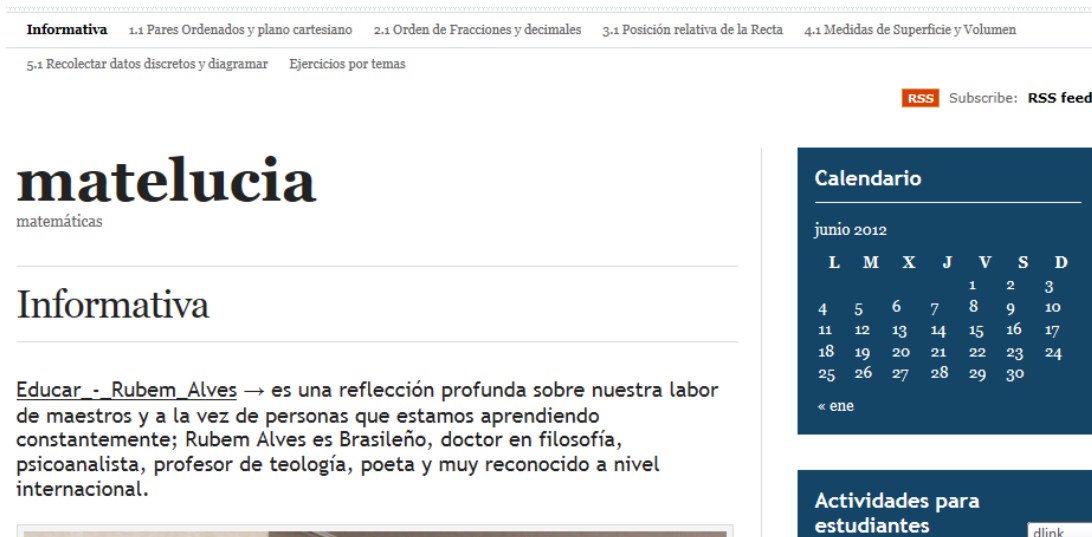 Informativa 1.1 Pares Ordenados y plano cartesiano 2.1 Orden de Fracciones y decimales 3.1 Posición relativa de la Recta 4.1 Medidas de Superficie y Volumen
5.1 Recolectar datos discretos y diagramar Ejercicios por temas
RSS Subscribe: RSS feed
matelucia
matemáticas
Informativa
Educar_-_Rubem_Alves → es una reflección profunda sobre nuestra labor
de maestros y a la vez de personas que estamos aprendiendo
constantemente; Rubem Alves es Brasileño, doctor en filosofía,
psicoanalista, profesor de teología, poeta y muy reconocido a nivel
internacional.
Calendario
junio 2012
L M X J V S D
1 2 3
4 5 6 7 8 9 10
11 12 13 14 15 16 17
18 19 20 21 22 23 24
25 26 27 28 29 30
« ene
Actividades para
estudiantes
dlink